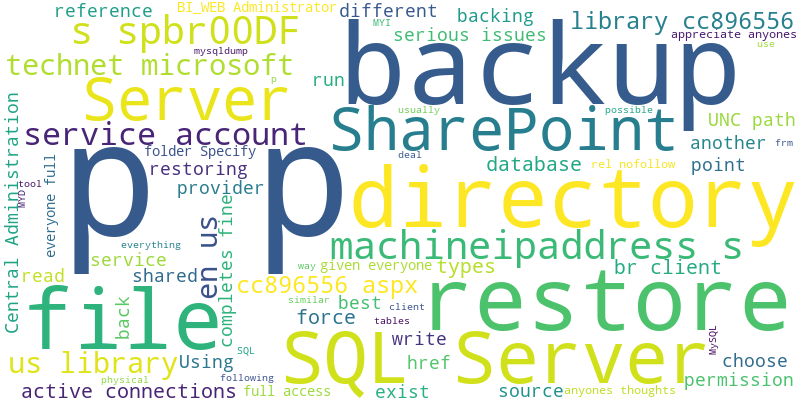 reference
BI_WEB Administrator
different
backing
library cc896556
s spbr00DF
MYI
serious issues
appreciate anyones
mysqldump
backup
use
technet microsoft
Server
p
run
usually
possible
UNC path
service account
SharePoint
another
frm
folder Specify
deal
database
rel nofollow
point
restoring
p p
directory
provider
tool
MYD
everyone full
Central Administration
en us
completes fine
everything
machineipaddress s
service
way
given everyone
types
br client
read
shared
cc896556 aspx
similar
best
client
restore
file
back
force
tables
write
MySQL
us library
Using
SQL
SQL Server
href
choose
physical
following
permission
active connections
full access
exist
source
anyones thoughts